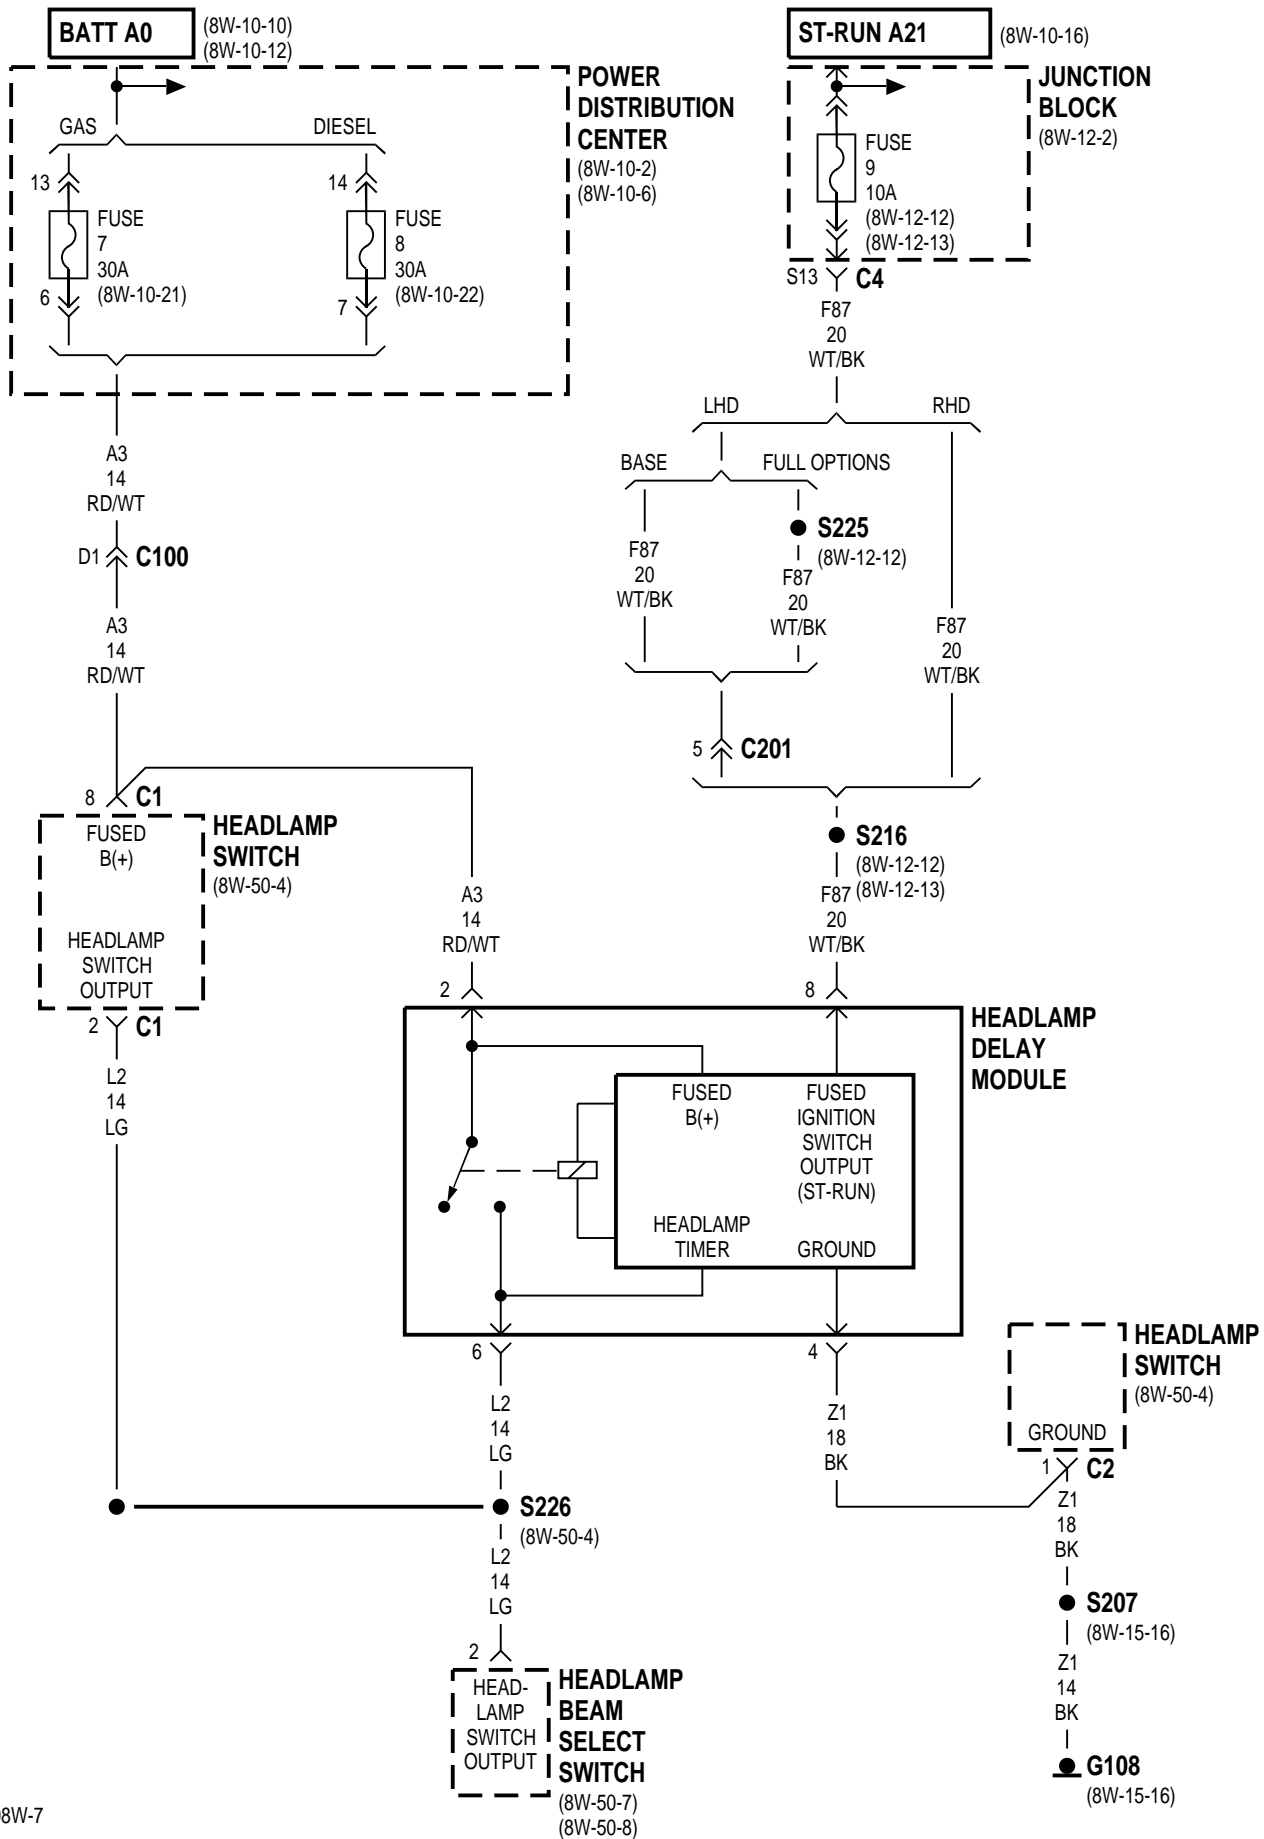 BATT A0
(8W-10-10)
(8W-10-12)
ST-RUN A21
(8W-10-16)
POWER
DISTRIBUTION
CENTER
(8W-10-2)
(8W-10-6)
JUNCTION
BLOCK
(8W-12-2)
GAS
DIESEL
13
FUSE
7
30A
(8W-10-21)
6
14
FUSE
8
30A
(8W-10-22)
7
FUSE
9
10A
(8W-12-12)
(8W-12-13)
S13
C4
F87
20
WT/BK
LHD
RHD
BASE
FULL OPTIONS
S225
(8W-12-12)
F87
20
WT/BK
F87
20
WT/BK
F87
20
WT/BK
5
C201
S216
(8W-12-12)
(8W-12-13)
F87
20
WT/BK
8
A3
14
RD/WT
D1
C100
A3
14
RD/WT
8
C1
FUSED
B(+)
HEADLAMP
SWITCH
(8W-50-4)
HEADLAMP
SWITCH
OUTPUT
2
C1
L2
14
LG
A3
14
RD/WT
2
HEADLAMP
DELAY
MODULE
FUSED
B(+)
FUSED
IGNITION
SWITCH
OUTPUT
(ST-RUN)
HEADLAMP
TIMER
GROUND
6
4
L2
14
LG
Z1
18
BK
HEADLAMP
SWITCH
(8W-50-4)
GROUND
1
C2
Z1
18
BK
S226
(8W-50-4)
L2
14
LG
2
S207
(8W-15-16)
Z1
14
BK
G108
(8W-15-16)
HEAD-
LAMP
SWITCH
OUTPUT
HEADLAMP
BEAM
SELECT
SWITCH
(8W-50-7)
(8W-50-8)
8W-7